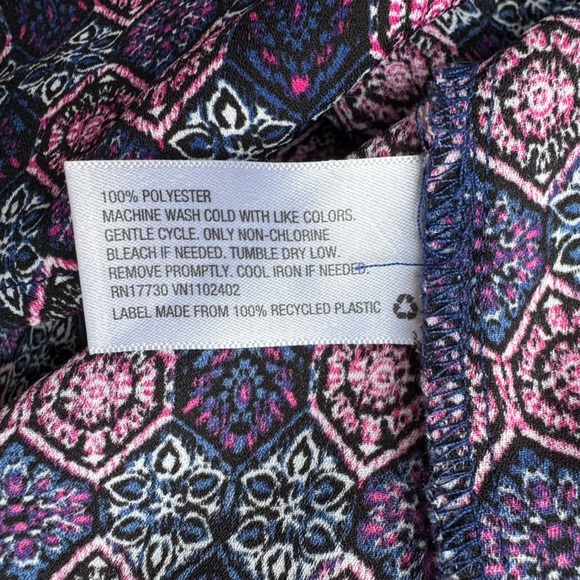 100% POLYESTER
MACHINE WASH COLD WITH LIKE COLORS.
GENTLE CYCLE. ONLY NON-CHLORINE
BLEACH IF NEEDED. TUMBLE DRY LOW.
REMOVE PROMPTLY. COOL IRON IF NEEDED.
RN17730 VN1102402
LABEL MADE FROM 100% RECYCLED PLASTIC